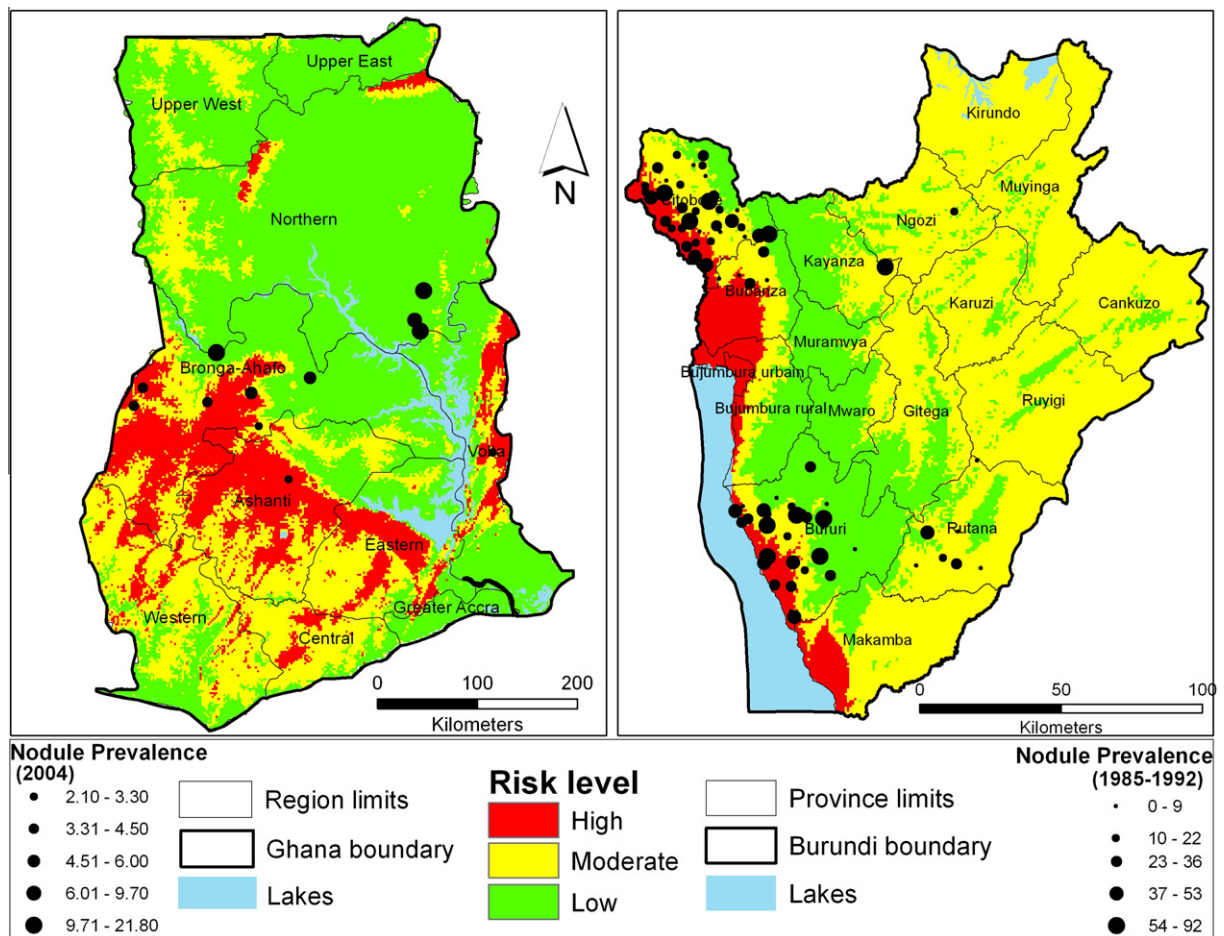 Upper East
Upper West
Northern
Bronga-Ahafo
Volta
Ashanti
Eastern
Greater Accra
Western
Central
N
0 100 200
Kilometers
Kirundo
Muyinga
Ngozi
Citoboke
Kayanza
Bubanza
Karuzi
Cankuzo
Muramvya
Bujumbura urbain
Bujumbura rural
Mwaro
Gitega
Ruyigi
Bururi
Rutana
Makamba
0 50 100
Kilometers
Nodule Prevalence
(2004)
2.10 - 3.30
3.31 - 4.50
4.51 - 6.00
6.01 - 9.70
9.71 - 21.80
Region limits
Ghana boundary
Lakes
Risk level
High
Moderate
Low
Province limits
Burundi boundary
Lakes
Nodule Prevalence
(1985-1992)
0 - 9
10 - 22
23 - 36
37 - 53
54 - 92